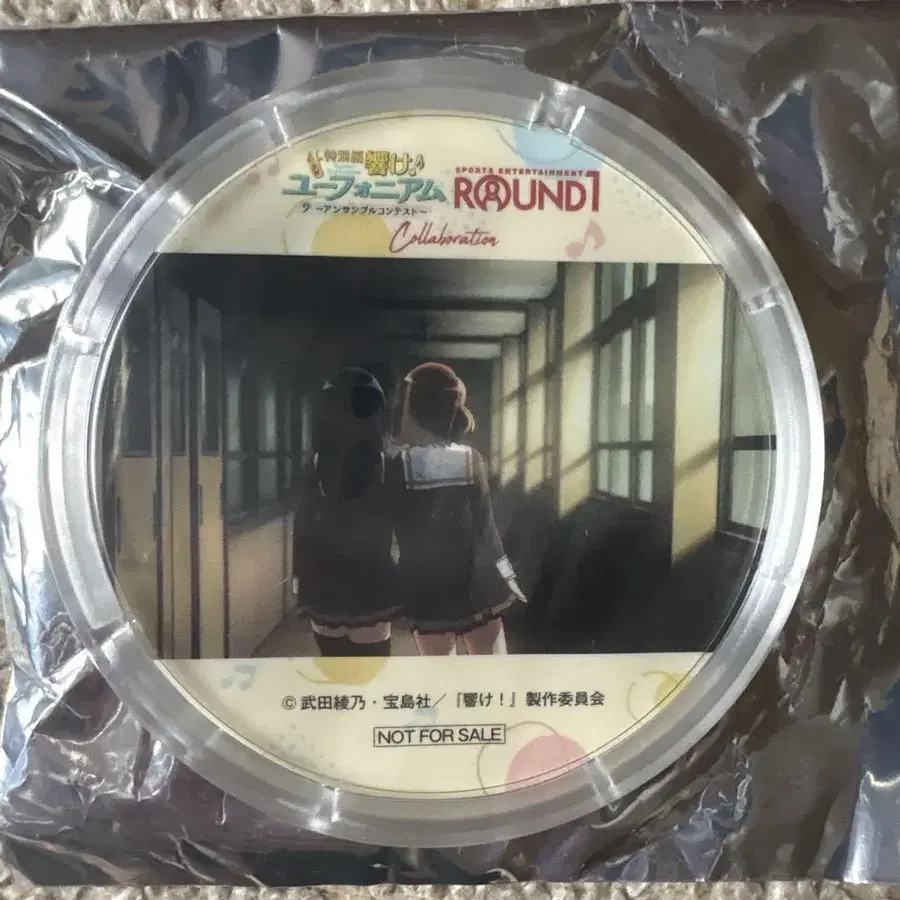 特別編 響け!
ユーフォニアム
〜アンサンブルコンテスト〜
SPORTS ENTERTAINMENT
ROUND1
Collaboration
© 武田綾乃・宝島社/『響け!』製作委員会
NOT FOR SALE